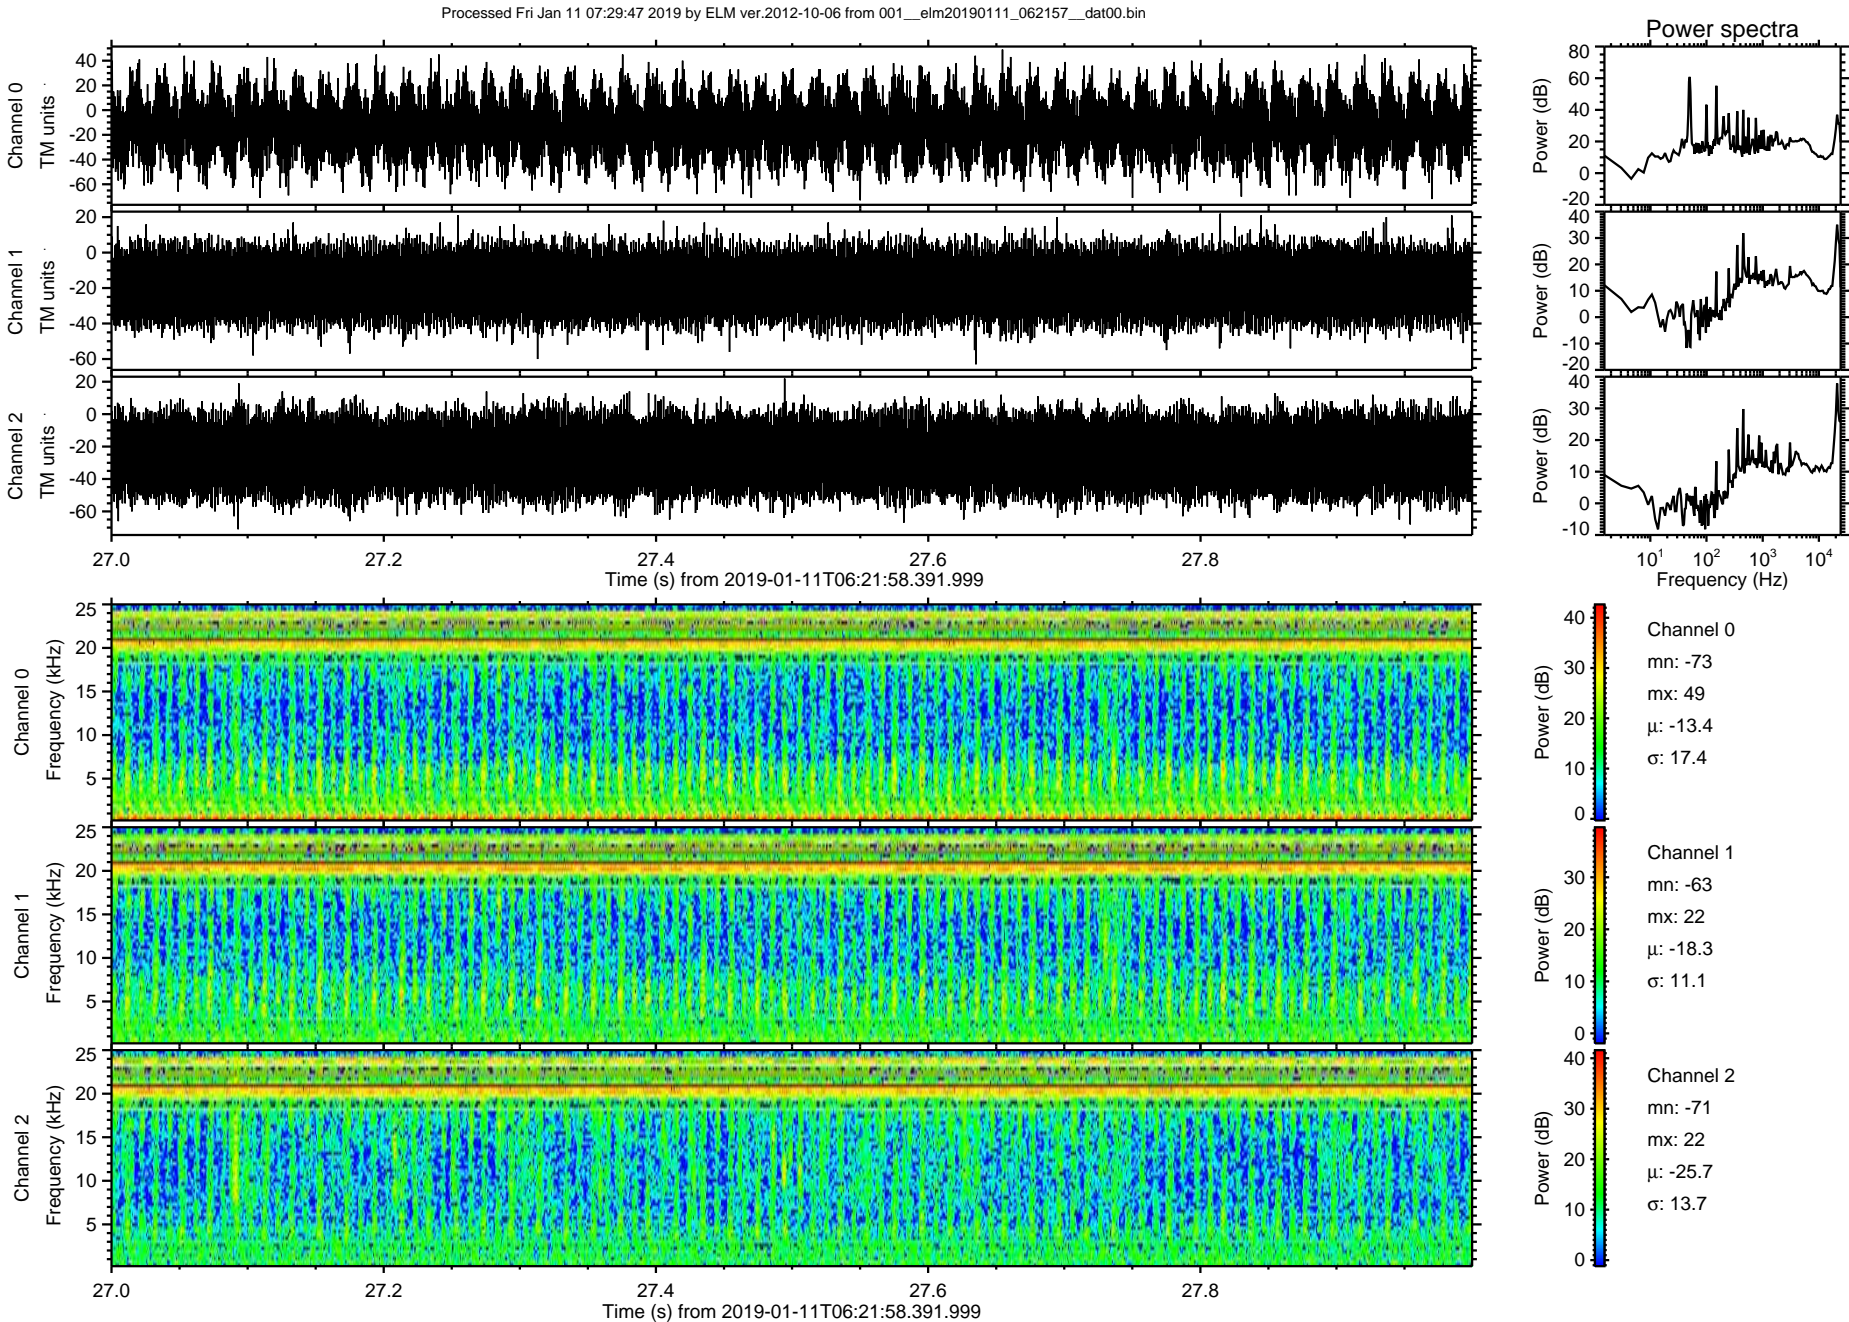 Processed Fri Jan 11 07:29:47 2019 by ELM ver.2012-10-06 from 001__elm20190111_062157__dat00.bin
Power spectra
Channel 0
TM units
40
20
0
-20
-40
-60
Power (dB)
80
60
40
20
0
-20
Channel 1
TM units
20
0
-20
-40
-60
Power (dB)
40
30
20
10
0
-10
-20
Channel 2
TM units
20
0
-20
-40
-60
Power (dB)
40
30
20
10
0
-10
27.0 27.2 27.4 27.6 27.8
Time (s) from 2019-01-11T06:21:58.391.999
10¹ 10² 10³ 10⁴
Frequency (Hz)
Channel 0
Frequency (kHz)
25
20
15
10
5
Power (dB)
40
30
20
10
0
Channel 0
mn: -73
mx: 49
μ: -13.4
σ: 17.4
Channel 1
Frequency (kHz)
25
20
15
10
5
Power (dB)
30
20
10
0
Channel 1
mn: -63
mx: 22
μ: -18.3
σ: 11.1
Channel 2
Frequency (kHz)
25
20
15
10
5
Power (dB)
40
30
20
10
0
Channel 2
mn: -71
mx: 22
μ: -25.7
σ: 13.7
27.0 27.2 27.4 27.6 27.8
Time (s) from 2019-01-11T06:21:58.391.999